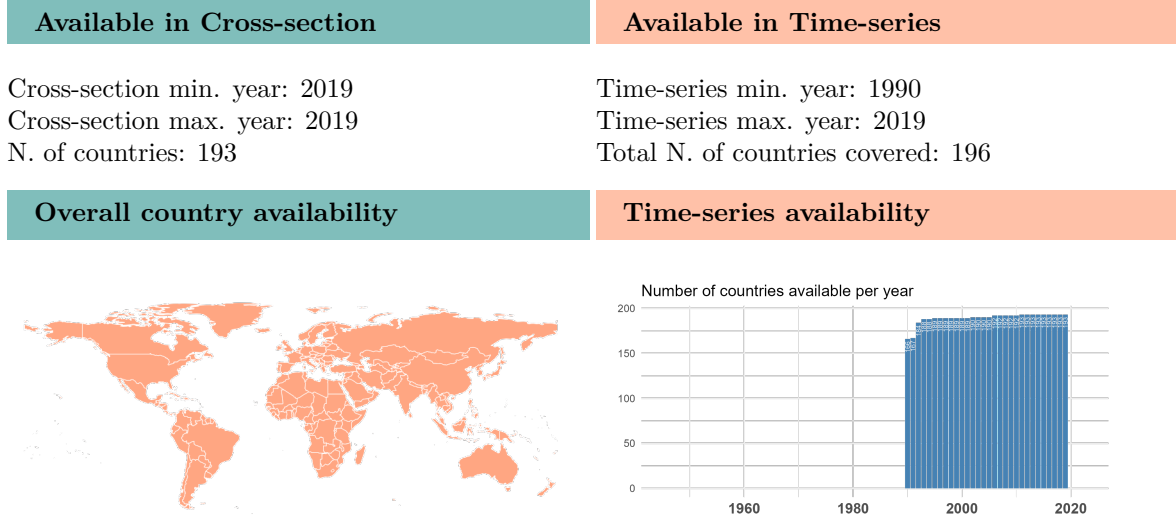 Available in Cross-section
Available in Time-series
Cross-section min. year: 2019
Cross-section max. year: 2019
N. of countries: 193
Time-series min. year: 1990
Time-series max. year: 2019
Total N. of countries covered: 196
Overall country availability
Time-series availability
Number of countries available per year
200
150
100
50
0
1960
1980
2000
2020